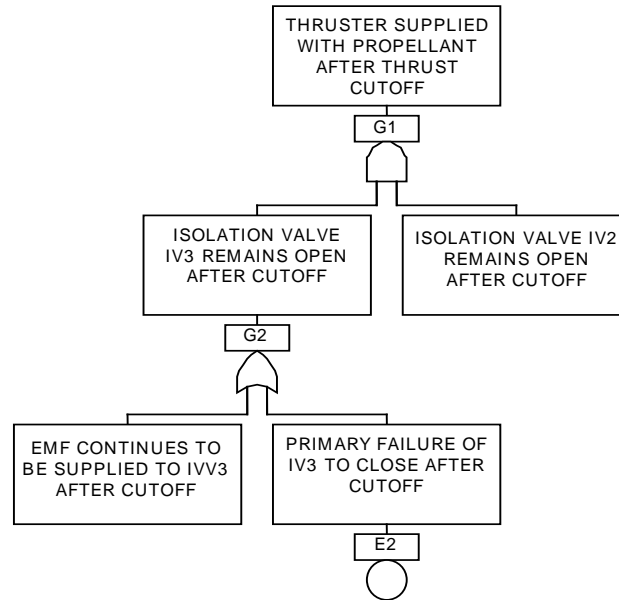 THRUSTER SUPPLIED
WITH PROPELLANT
AFTER THRUST
CUTOFF
G1
ISOLATION VALVE
IV3 REMAINS OPEN
AFTER CUTOFF
ISOLATION VALVE IV2
REMAINS OPEN
AFTER CUTOFF
G2
EMF CONTINUES TO
BE SUPPLIED TO IVV3
AFTER CUTOFF
PRIMARY FAILURE OF
IV3 TO CLOSE AFTER
CUTOFF
E2